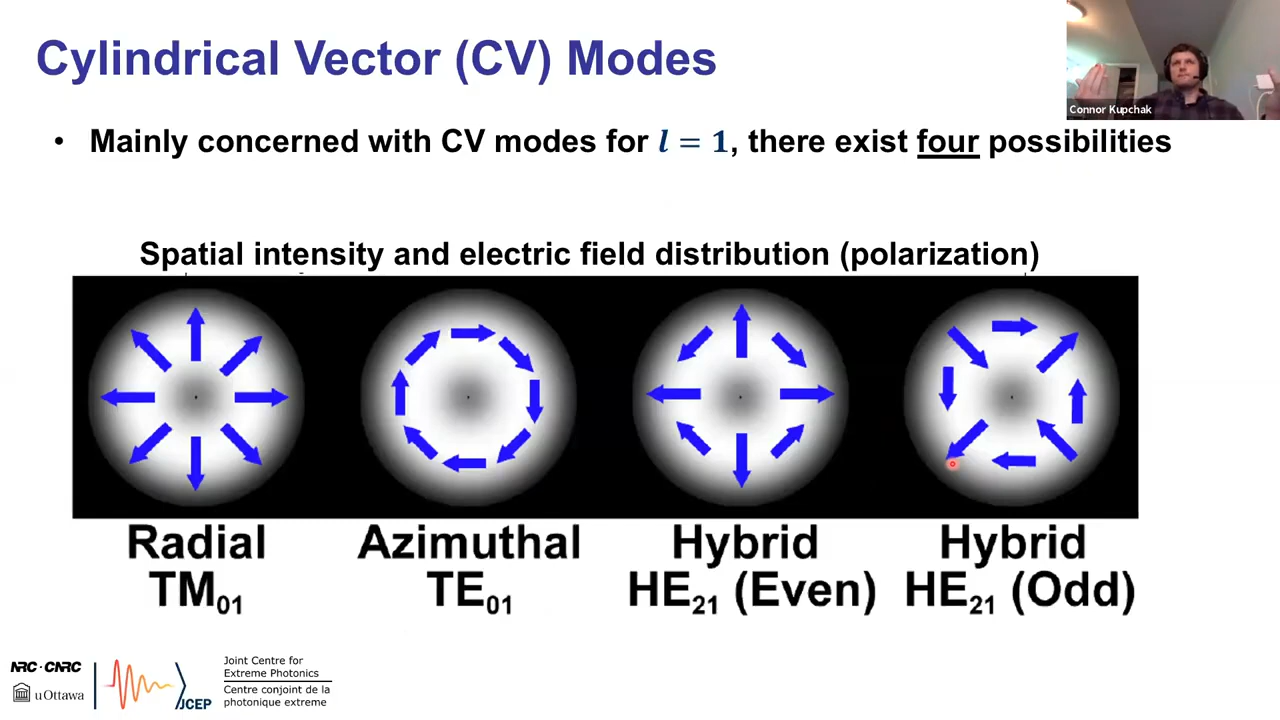 Cylindrical Vector (CV) Modes
Connor Kupchak
• Mainly concerned with CV modes for l = 1, there exist four possibilities
Spatial intensity and electric field distribution (polarization)
Radial TM₀₁
Azimuthal TE₀₁
Hybrid HE₂₁ (Even)
Hybrid HE₂₁ (Odd)
NRC·CNRC
uOttawa
JCEP
Joint Centre for
Extreme Photonics
Centre conjoint de la
photonique extreme